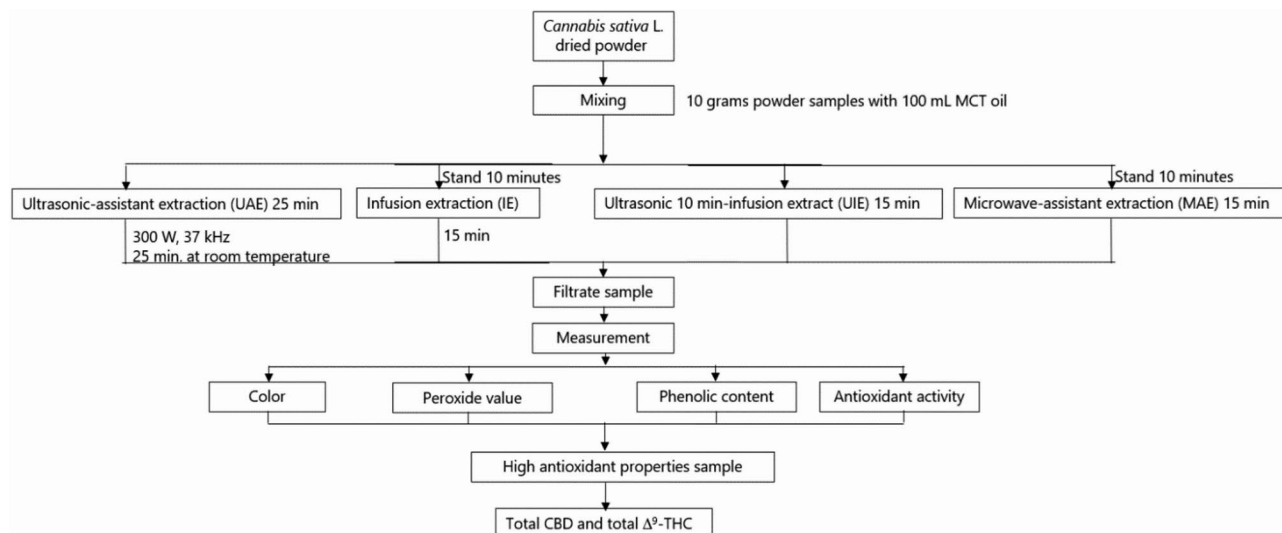 Cannabis sativa L.
dried powder
Mixing
10 grams powder samples with 100 mL MCT oil
Stand 10 minutes
Stand 10 minutes
Ultrasonic-assistant extraction (UAE) 25 min
Infusion extraction (IE)
Ultrasonic 10 min-infusion extract (UIE) 15 min
Microwave-assistant extraction (MAE) 15 min
300 W, 37 kHz
25 min. at room temperature
15 min
Filtrate sample
Measurement
Color
Peroxide value
Phenolic content
Antioxidant activity
High antioxidant properties sample
Total CBD and total Δ⁹-THC